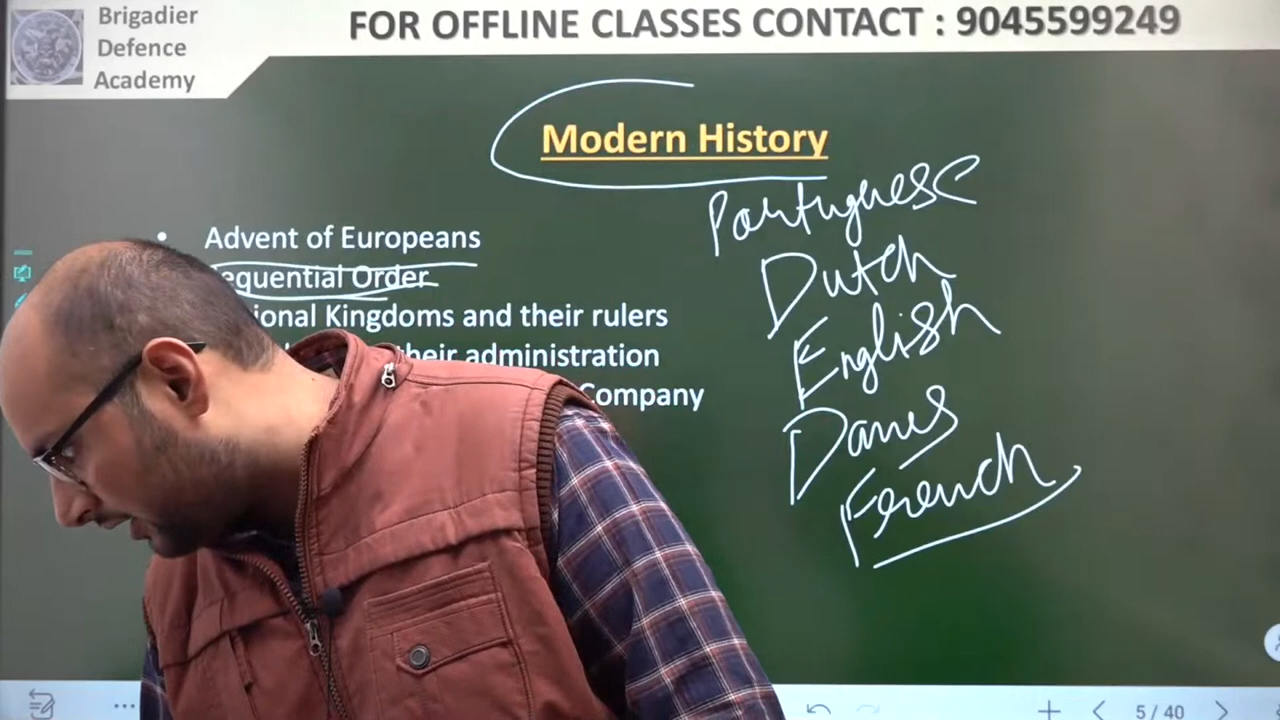 Brigadier
Defence
Academy
FOR OFFLINE CLASSES CONTACT : 9045599249
Modern History
Portuguese
• Advent of Europeans
Dutch
equential Order
English
ional Kingdoms and their rulers
their administration
Company
Danes
French
5 / 40